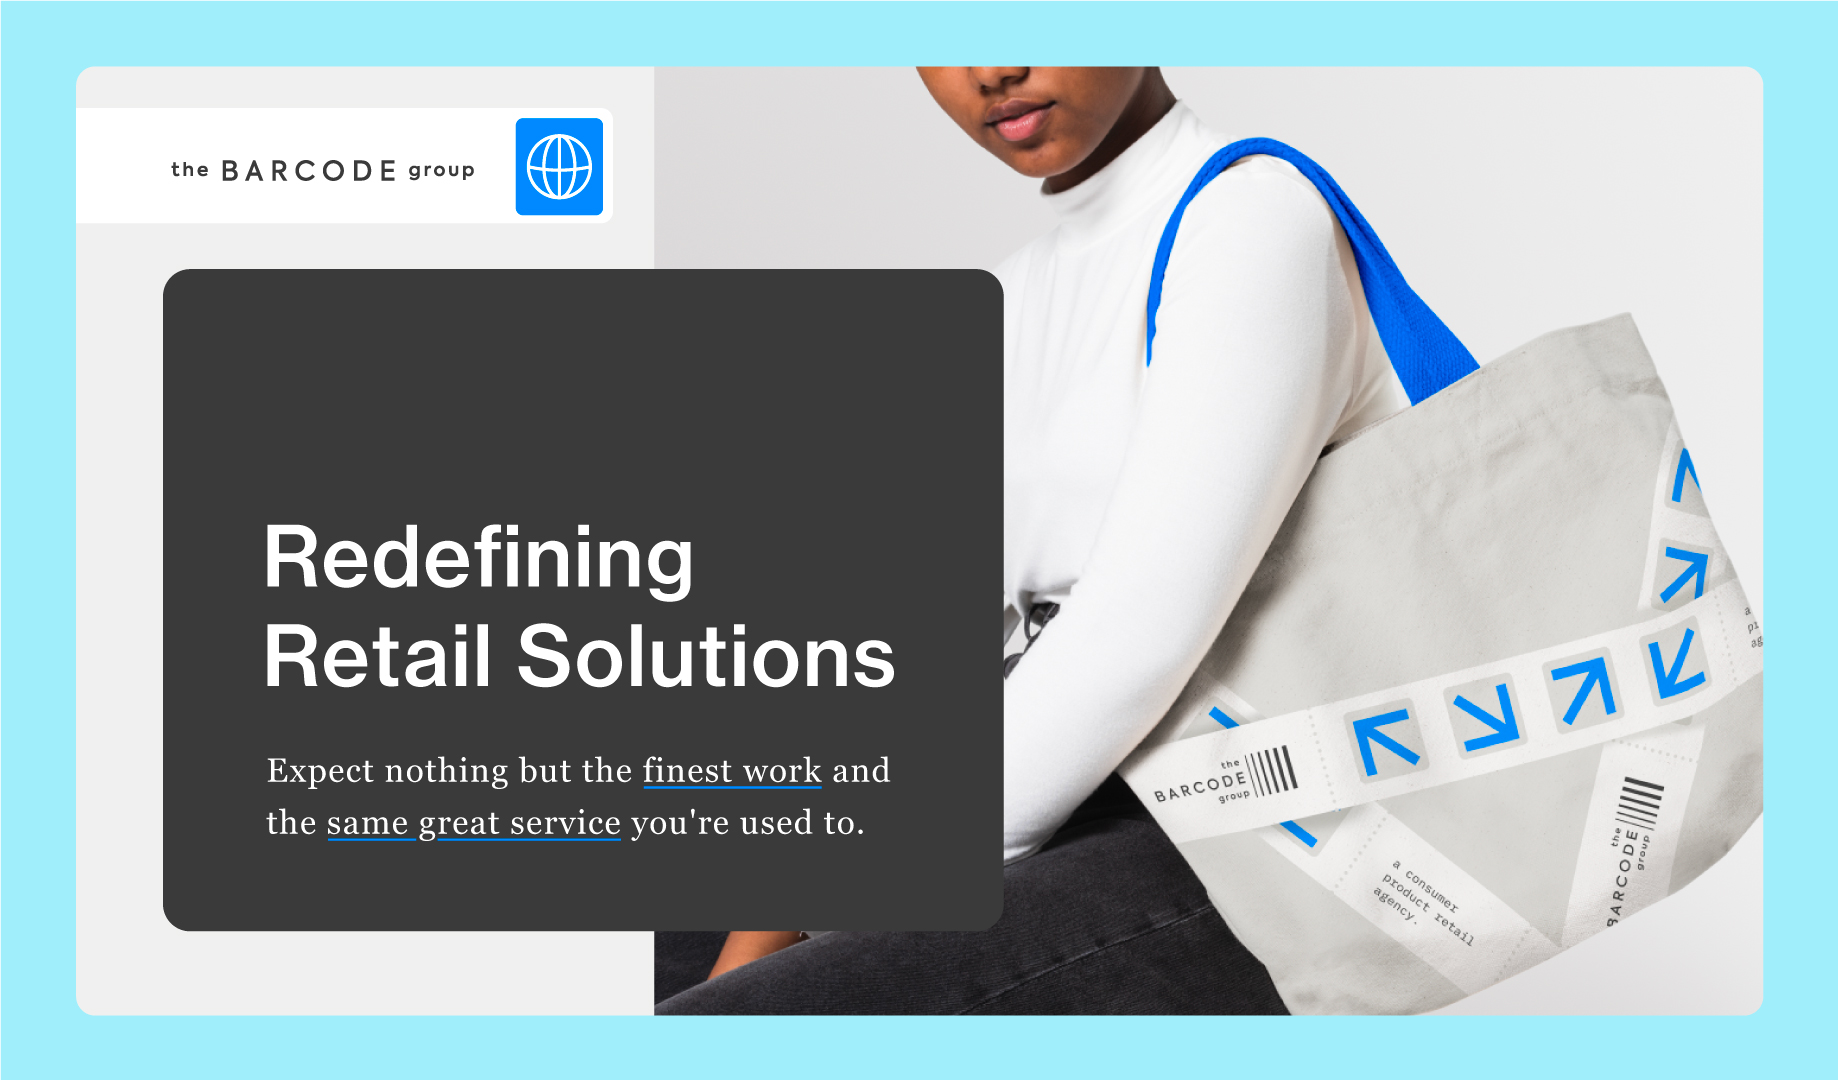 the BARCODE group
Redefining
Retail Solutions
Expect nothing but the finest work and
the same great service you're used to.
the
BARCODE
group
a consumer
product retail
agency.
the
BARCODE
group